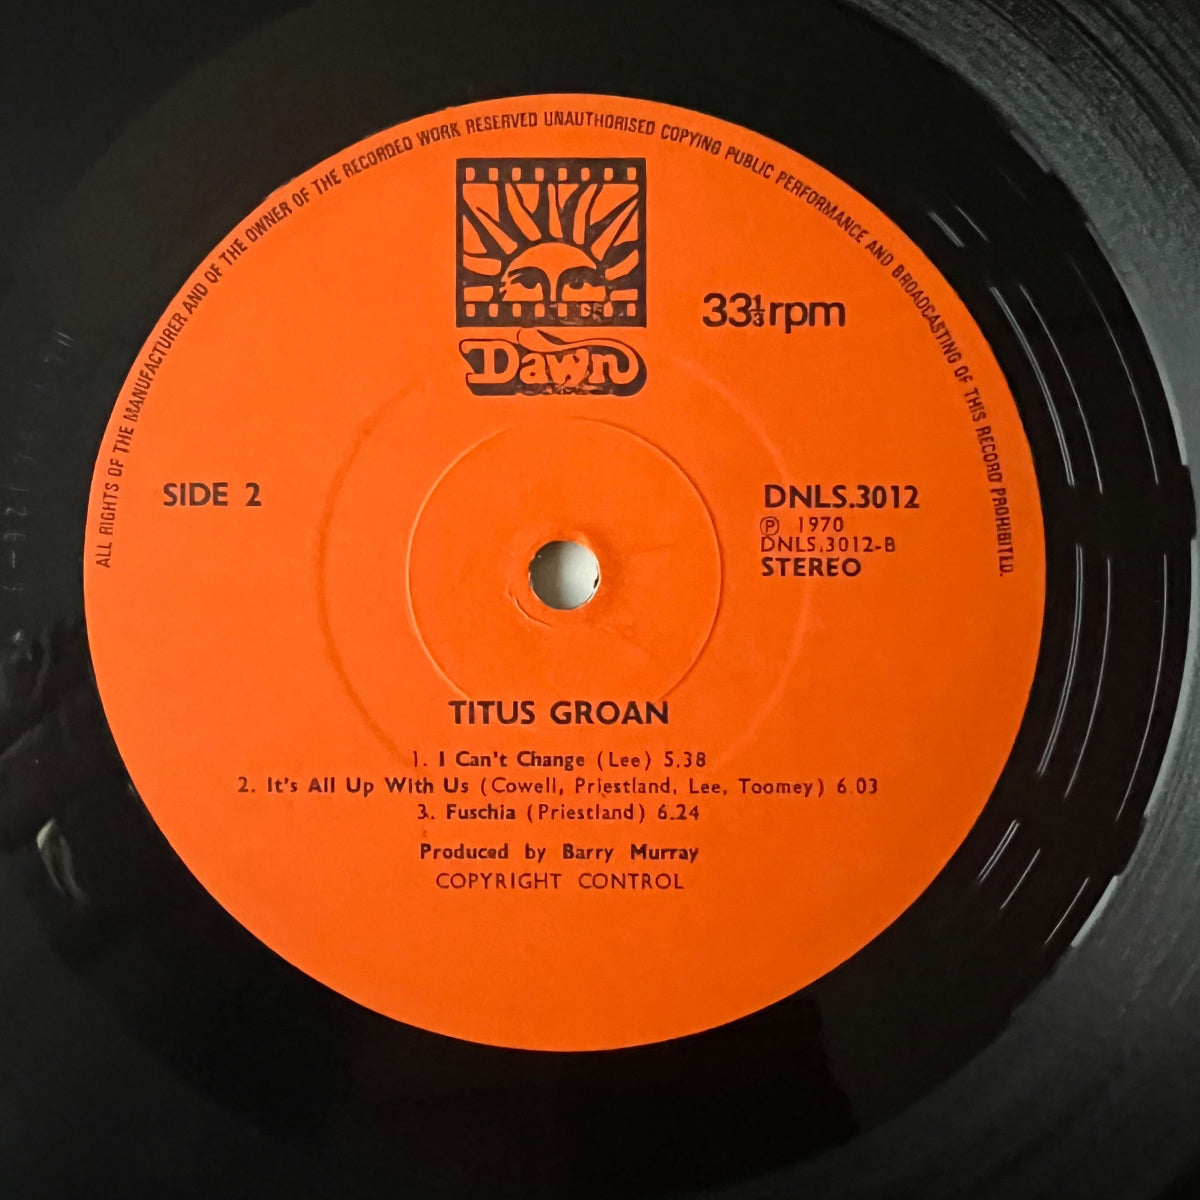 ALL RIGHTS OF THE MANUFACTURER AND OF THE OWNER OF THE RECORDED WORK RESERVED UNAUTHORISED COPYING PUBLIC PERFORMANCE AND BROADCASTING OF THIS RECORD PROHIBITED.
Dawn
33⅓ rpm
SIDE 2
DNLS.3012
Ⓟ 1970
DNLS.3012-B
STEREO
TITUS GROAN
1. I Can't Change (Lee) 5.38
2. It's All Up With Us (Cowell, Priestland, Lee, Toomey) 6.03
3. Fuschia (Priestland) 6.24
Produced by Barry Murray
COPYRIGHT CONTROL